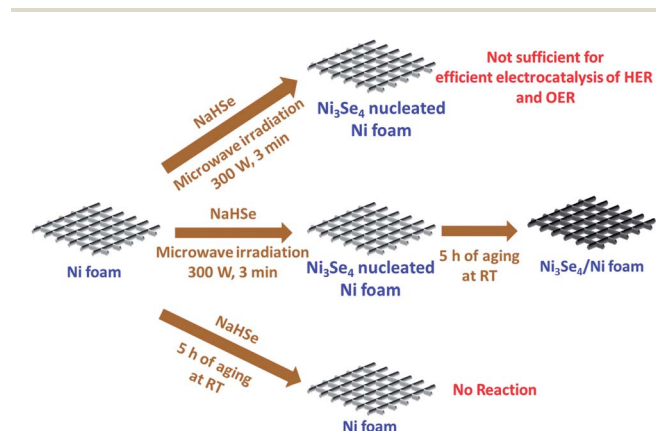 NaHSe
Microwave irradiation
300 W, 3 min
Ni₃Se₄ nucleated
Ni foam
Not sufficient for
efficient electrocatalysis of HER
and OER
Ni foam
NaHSe
Microwave irradiation
300 W, 3 min
Ni₃Se₄ nucleated
Ni foam
5 h of aging
at RT
Ni₃Se₄/Ni foam
NaHSe
5 h of aging
at RT
Ni foam
No Reaction